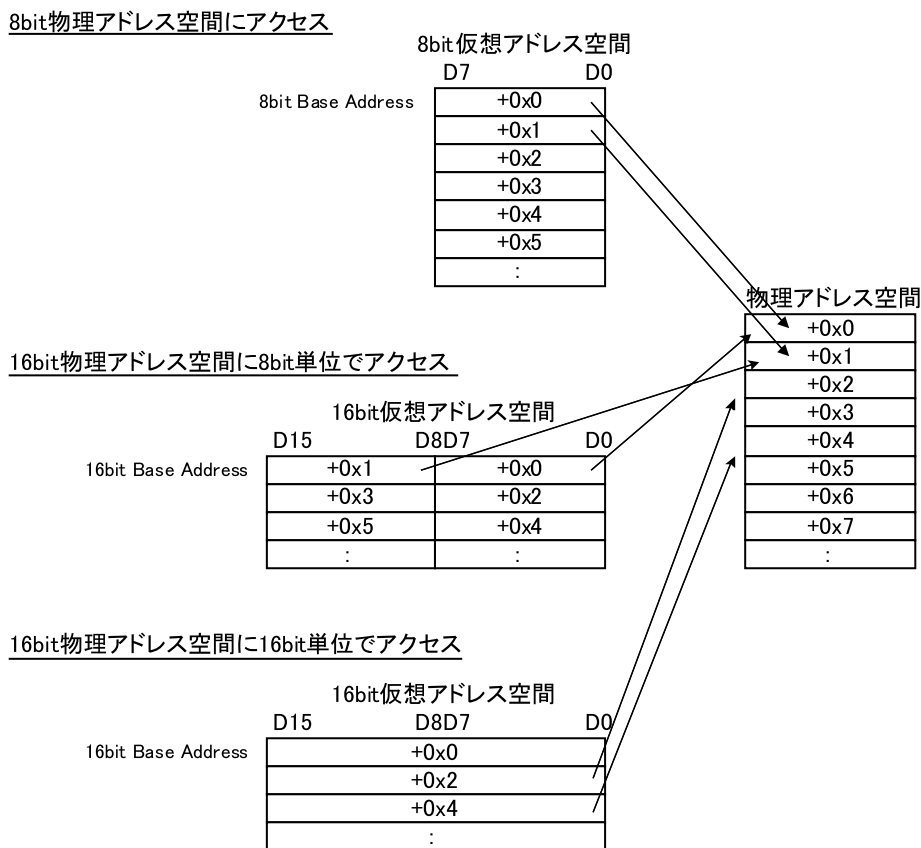 8bit物理アドレス空間にアクセス
8bit仮想アドレス空間
D7 D0
8bit Base Address +0x0
+0x1
+0x2
+0x3
+0x4
+0x5
:
物理アドレス空間
+0x0
+0x1
+0x2
+0x3
+0x4
+0x5
+0x6
+0x7
:
16bit物理アドレス空間に8bit単位でアクセス
16bit仮想アドレス空間
D15 D8D7 D0
16bit Base Address +0x1 +0x0
+0x3 +0x2
+0x5 +0x4
: :
16bit物理アドレス空間に16bit単位でアクセス
16bit仮想アドレス空間
D15 D8D7 D0
16bit Base Address +0x0
+0x2
+0x4
: